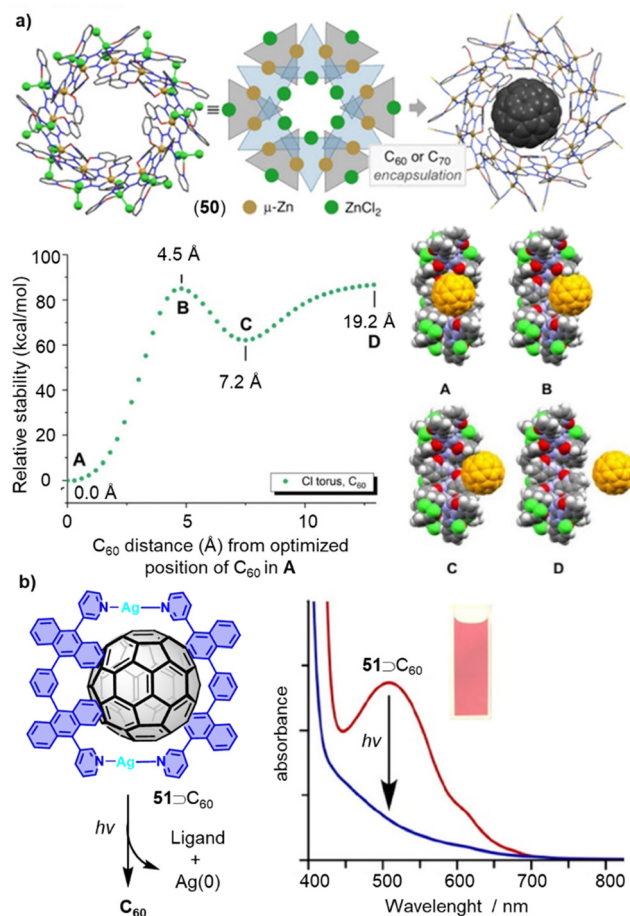 a)
C60 or C70
encapsulation
(50)
μ-Zn
ZnCl2
Relative stability (kcal/mol)
100
80
60
40
20
0
4.5 Å
B
C
7.2 Å
19.2 Å
D
A
0.0 Å
Cl torus, C60
0
5
10
C60 distance (Å) from optimized
position of C60 in A
A
B
C
D
b)
N Ag N
N Ag N
51⊃C60
hν
Ligand
+
Ag(0)
C60
absorbance
51⊃C60
hν
400 500 600 700 800
Wavelenght / nm